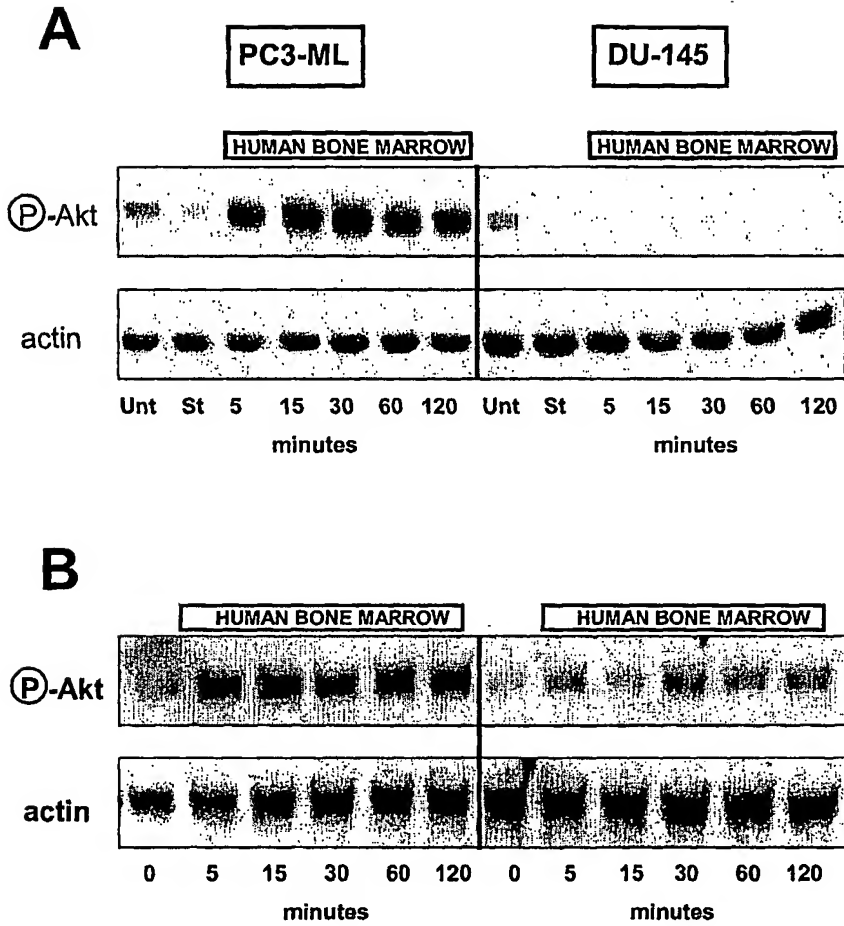 A
PC3-ML DU-145
HUMAN BONE MARROW HUMAN BONE MARROW
P-Akt
actin
Unt St 5 15 30 60 120 Unt St 5 15 30 60 120
minutes minutes
B
HUMAN BONE MARROW HUMAN BONE MARROW
P-Akt
actin
0 5 15 30 60 120 0 5 15 30 60 120
minutes minutes